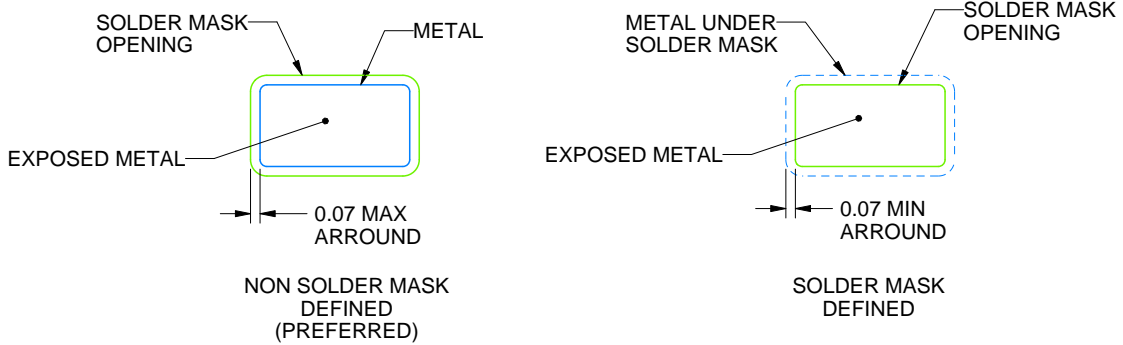 SOLDER MASK
OPENING
METAL
EXPOSED METAL
0.07 MAX
ARROUND
NON SOLDER MASK
DEFINED
(PREFERRED)
METAL UNDER
SOLDER MASK
SOLDER MASK
OPENING
EXPOSED METAL
0.07 MIN
ARROUND
SOLDER MASK
DEFINED